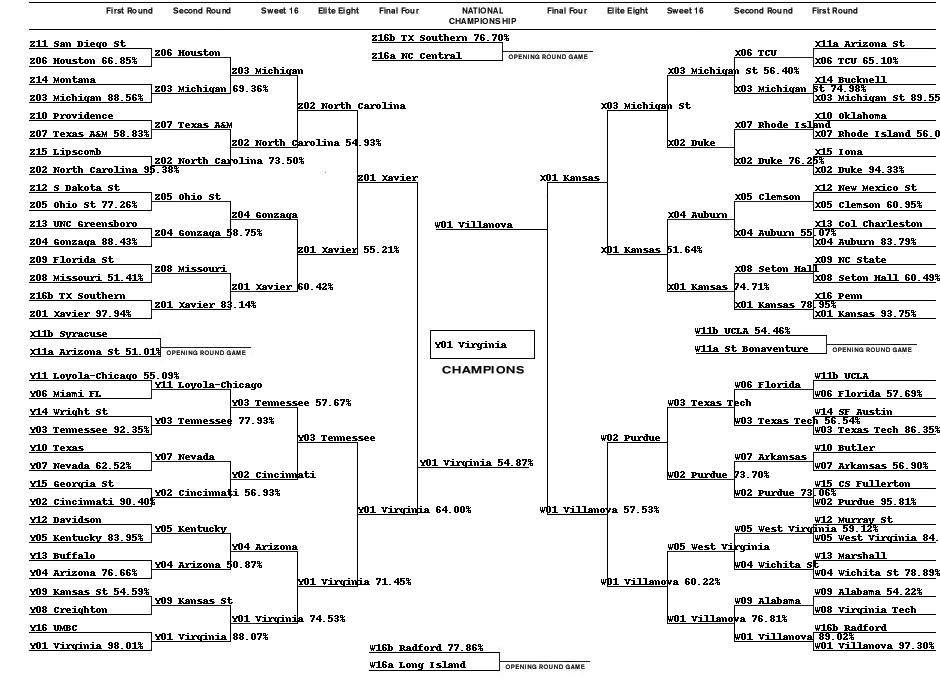 First Round Second Round Sweet 16 Elite Eight Final Four NATIONAL CHAMPIONSHIP Final Four Elite Eight Sweet 16 Second Round First Round
Z16b TX Southern 76.70%
Z16a NC Central
OPENING ROUND GAME
Z11 San Diego St
Z06 Houston 66.85%
Z14 Montana
Z03 Michigan 88.56%
Z10 Providence
Z07 Texas A&M 58.83%
Z15 Lipscomb
Z02 North Carolina 95.38%
Z12 S Dakota St
Z05 Ohio St 77.26%
Z13 UNC Greensboro
Z04 Gonzaga 88.43%
Z09 Florida St
Z08 Missouri 51.41%
Z16b TX Southern
Z01 Xavier 97.94%
Z06 Houston
Z03 Michigan 69.36%
Z07 Texas A&M
Z02 North Carolina 73.50%
Z05 Ohio St
Z04 Gonzaga 58.75%
Z08 Missouri
Z01 Xavier 83.14%
Z03 Michigan
Z02 North Carolina 54.93%
Z04 Gonzaga
Z01 Xavier 60.42%
Z02 North Carolina
Z01 Xavier 55.21%
Z01 Xavier
X11b Syracuse
X11a Arizona St 51.01%
OPENING ROUND GAME
Y11 Loyola-Chicago 55.09%
Y06 Miami FL
Y14 Wright St
Y03 Tennessee 92.35%
Y10 Texas
Y07 Nevada 62.52%
Y15 Georgia St
Y02 Cincinnati 90.40%
Y12 Davidson
Y05 Kentucky 83.95%
Y13 Buffalo
Y04 Arizona 76.66%
Y09 Kansas St 54.59%
Y08 Creighton
Y16 UMBC
Y01 Virginia 98.01%
Y11 Loyola-Chicago
Y03 Tennessee 77.93%
Y07 Nevada
Y02 Cincinnati 56.93%
Y05 Kentucky
Y04 Arizona 50.87%
Y09 Kansas St
Y01 Virginia 88.07%
Y03 Tennessee 57.67%
Y02 Cincinnati
Y04 Arizona
Y01 Virginia 74.53%
Y03 Tennessee
Y01 Virginia 71.45%
Y01 Virginia 64.00%
W01 Villanova
Y01 Virginia
CHAMPIONS
Y01 Virginia 54.87%
X01 Kansas
W01 Villanova 57.53%
X03 Michigan St
X01 Kansas 51.64%
X03 Michigan St 56.40%
X02 Duke
X04 Auburn
X01 Kansas 74.71%
X06 TCU
X03 Michigan St 74.98%
X07 Rhode Island
X02 Duke 76.25%
X05 Clemson
X04 Auburn 55.07%
X08 Seton Hall
X01 Kansas 78.95%
X11a Arizona St
X06 TCU 65.10%
X14 Bucknell
X03 Michigan St 89.55
X10 Oklahoma
X07 Rhode Island 56.0
X15 Iona
X02 Duke 94.33%
X12 New Mexico St
X05 Clemson 60.95%
X13 Col Charleston
X04 Auburn 83.79%
X09 NC State
X08 Seton Hall 60.49%
X16 Penn
X01 Kansas 93.75%
W11b UCLA 54.46%
W11a St Bonaventure
OPENING ROUND GAME
W02 Purdue
W01 Villanova 60.22%
W03 Texas Tech
W02 Purdue 73.70%
W05 West Virginia
W01 Villanova 76.81%
W06 Florida
W03 Texas Tech 56.54%
W07 Arkansas
W02 Purdue 73.06%
W05 West Virginia 59.12%
W04 Wichita St
W09 Alabama
W01 Villanova 89.02%
W11b UCLA
W06 Florida 57.69%
W14 SF Austin
W03 Texas Tech 86.35%
W10 Butler
W07 Arkansas 56.90%
W15 CS Fullerton
W02 Purdue 95.81%
W12 Murray St
W05 West Virginia 84.
W13 Marshall
W04 Wichita St 78.89%
W09 Alabama 54.22%
W08 Virginia Tech
W16b Radford
W01 Villanova 97.30%
W16b Radford 77.86%
W16a Long Island
OPENING ROUND GAME